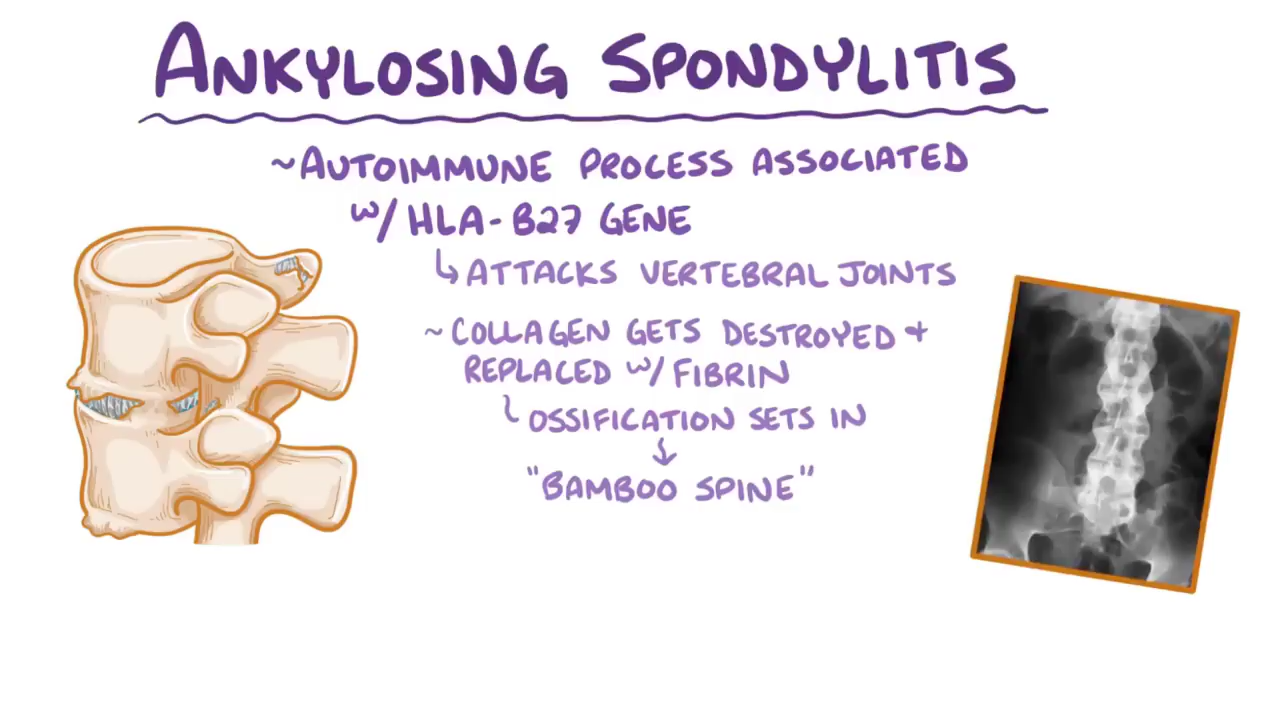 ANKYLOSING SPONDYLITIS
~AUTOIMMUNE PROCESS ASSOCIATED
w/ HLA-B27 GENE
↳ATTACKS VERTEBRAL JOINTS
~COLLAGEN GETS DESTROYED +
REPLACED w/ FIBRIN
↳OSSIFICATION SETS IN
↓
"BAMBOO SPINE"